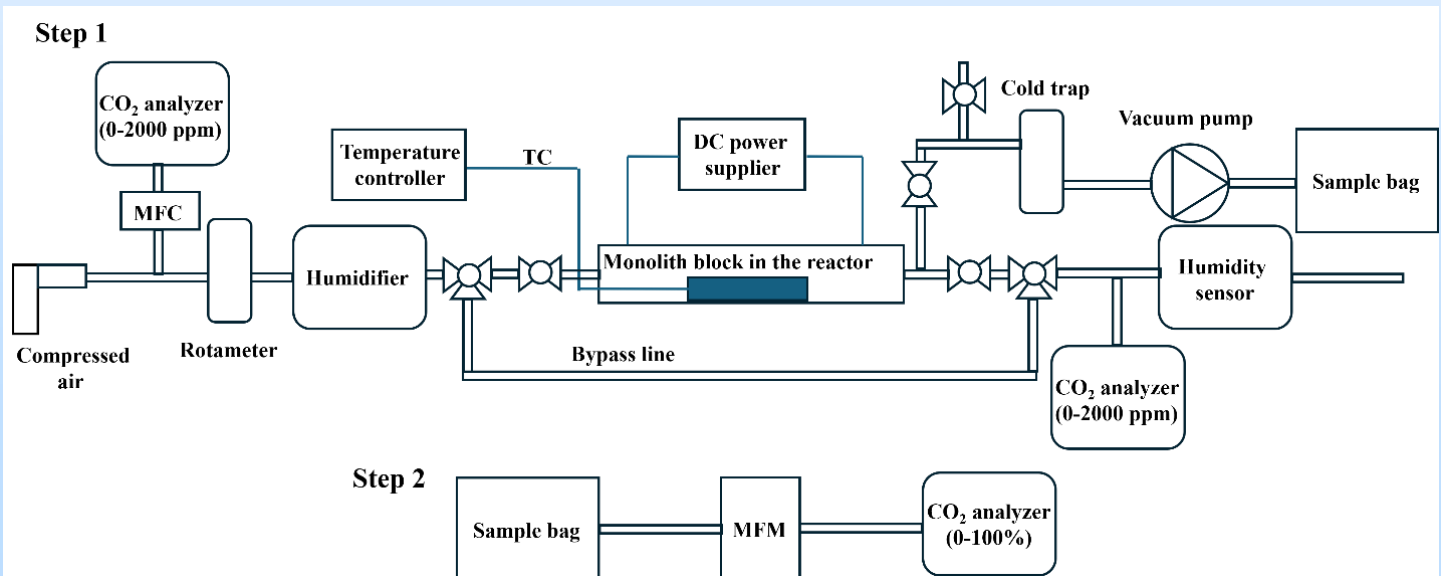 Step 1
CO₂ analyzer
(0-2000 ppm)
MFC
Compressed
air
Rotameter
Humidifier
Temperature
controller
TC
DC power
supplier
Monolith block in the reactor
Bypass line
Cold trap
Vacuum pump
Sample bag
Humidity
sensor
CO₂ analyzer
(0-2000 ppm)
Step 2
Sample bag
MFM
CO₂ analyzer
(0-100%)